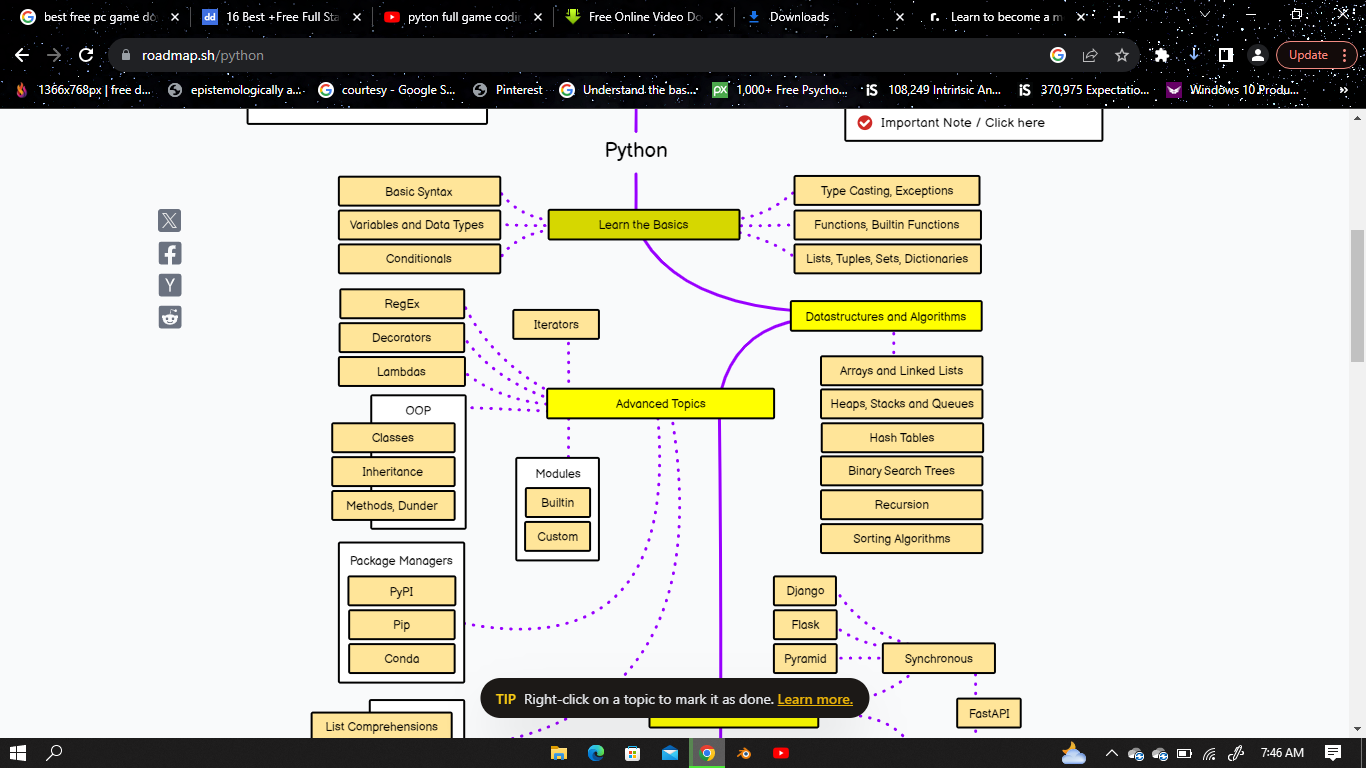 best free pc game do
16 Best +Free Full Sta
pyton full game codi
Free Online Video Do
Downloads
Learn to become a m
roadmap.sh/python
Update
1366x768px | free d...
epistemologically a...
courtesy - Google S...
Pinterest
Understand the bas...
1,000+ Free Psycho...
108,249 Intrinsic An...
370,975 Expectatio...
Windows 10 Produ...
Important Note / Click here
Python
Basic Syntax
Variables and Data Types
Conditionals
Learn the Basics
Type Casting, Exceptions
Functions, Builtin Functions
Lists, Tuples, Sets, Dictionaries
RegEx
Decorators
Lambdas
Iterators
Datastructures and Algorithms
Arrays and Linked Lists
Heaps, Stacks and Queues
Hash Tables
Binary Search Trees
Recursion
Sorting Algorithms
Advanced Topics
OOP
Classes
Inheritance
Methods, Dunder
Modules
Builtin
Custom
Package Managers
PyPI
Pip
Conda
Django
Flask
Pyramid
Synchronous
FastAPI
List Comprehensions
TIP Right-click on a topic to mark it as done. Learn more.
7:46 AM